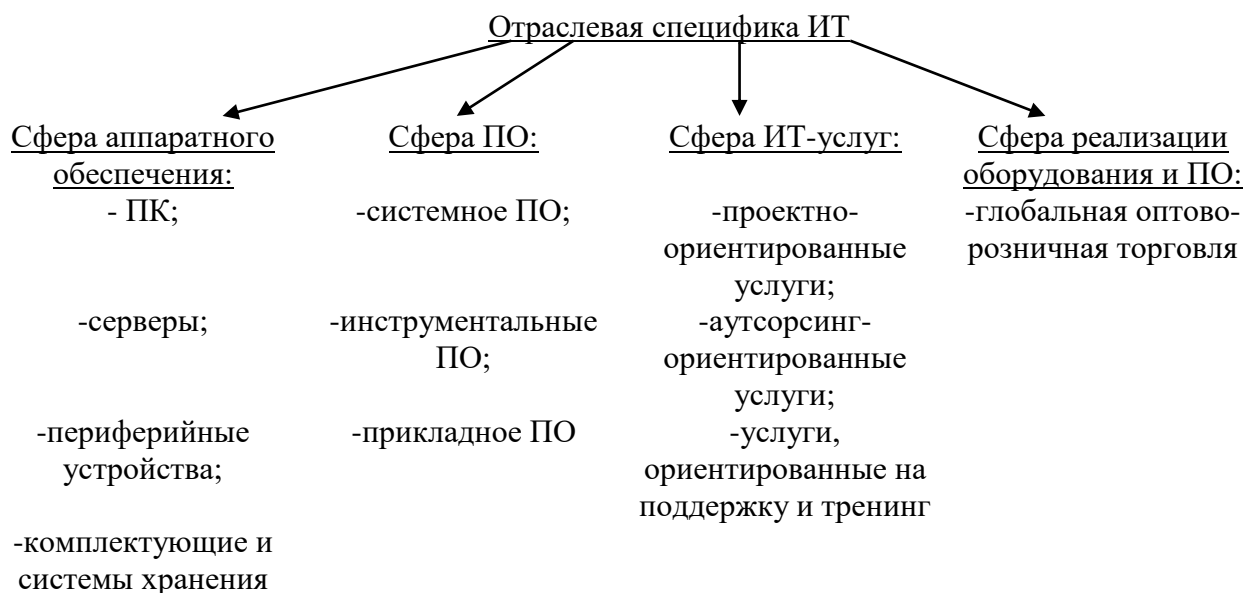 Отраслевая специфика ИТ
Сфера аппаратного
обеспечения:
- ПК;
-серверы;
-периферийные
устройства;
-комплектующие и
системы хранения
Сфера ПО:
-системное ПО;
-инструментальные
ПО;
-прикладное ПО
Сфера ИТ-услуг:
-проектно-
ориентированные
услуги;
-аутсорсинг-
ориентированные
услуги;
-услуги,
ориентированные на
поддержку и тренинг
Сфера реализации
оборудования и ПО:
-глобальная оптово-
розничная торговля